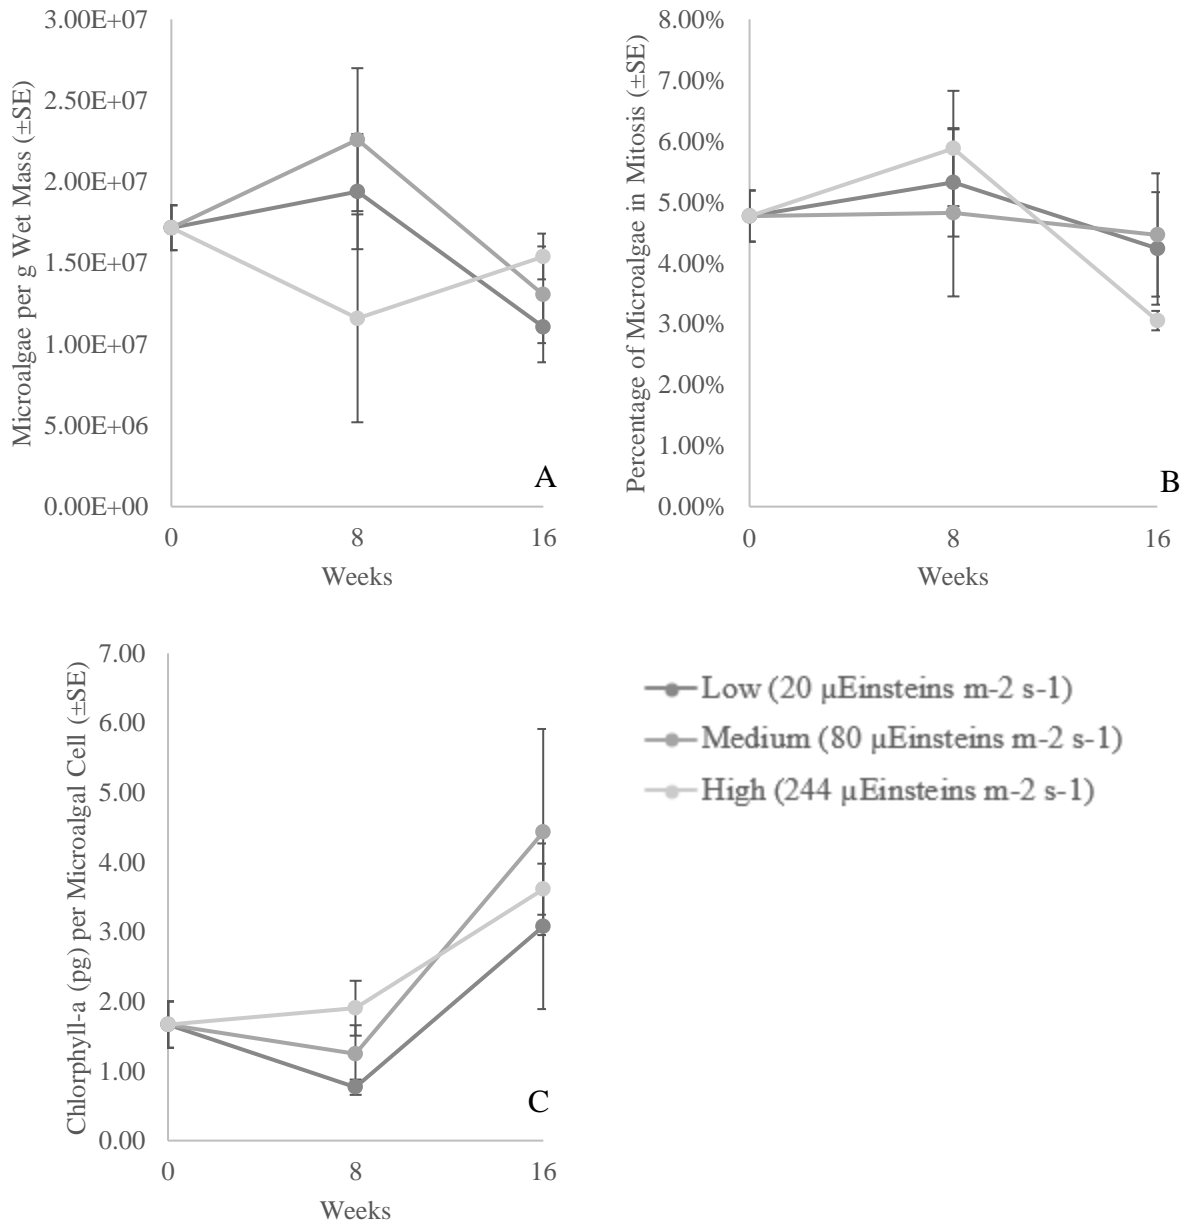 Microalgae per g Wet Mass (±SE)
3.00E+07
2.50E+07
2.00E+07
1.50E+07
1.00E+07
5.00E+06
0.00E+00
0
8
16
Weeks
A
Percentage of Microalgae in Mitosis (±SE)
8.00%
7.00%
6.00%
5.00%
4.00%
3.00%
2.00%
1.00%
0.00%
0
8
16
Weeks
B
Chlorphyll-a (pg) per Microalgal Cell (±SE)
7.00
6.00
5.00
4.00
3.00
2.00
1.00
0.00
0
8
16
Weeks
C
Low (20 µEinsteins m-2 s-1)
Medium (80 µEinsteins m-2 s-1)
High (244 µEinsteins m-2 s-1)